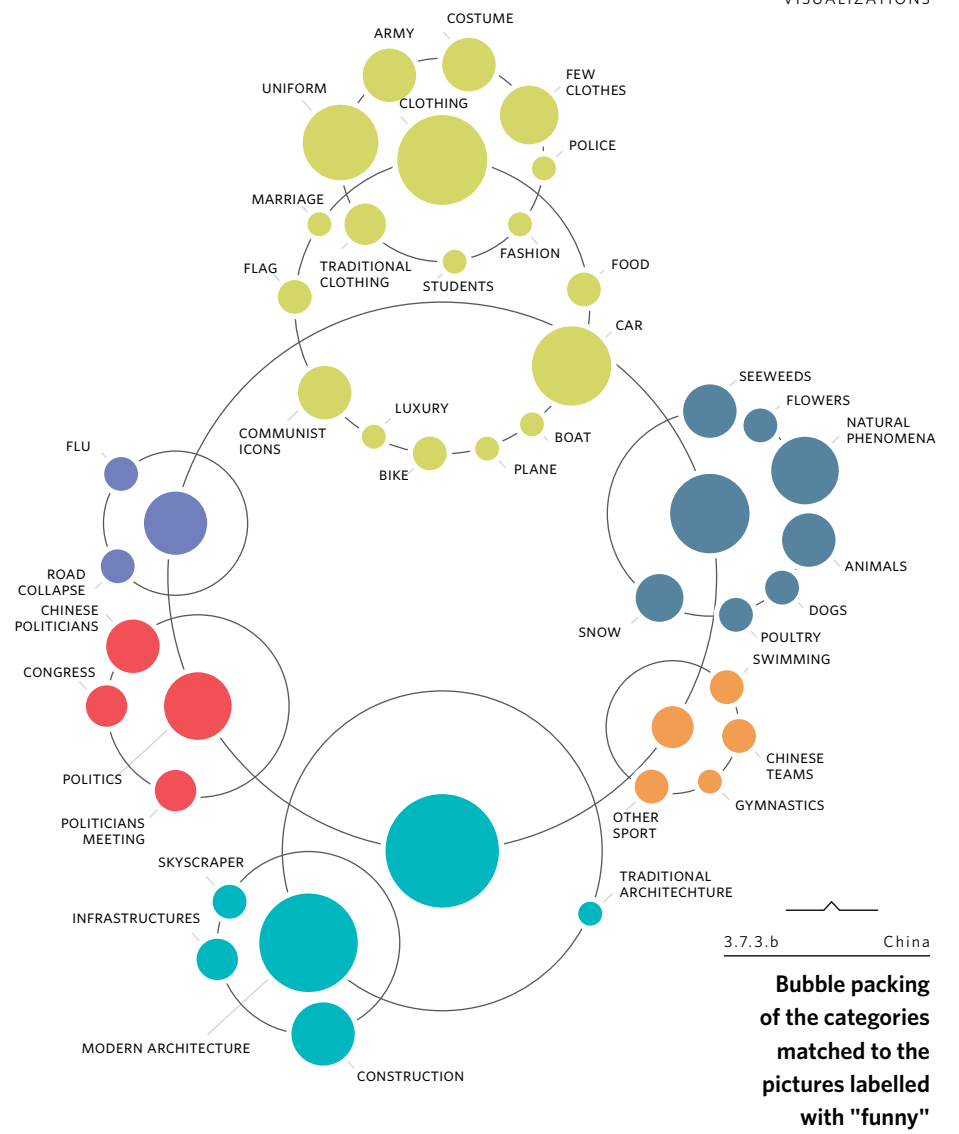 VISUALIZATIONS
COSTUME
ARMY
FEW
CLOTHES
UNIFORM
CLOTHING
POLICE
MARRIAGE
FASHION
TRADITIONAL
CLOTHING
FLAG
STUDENTS
FOOD
CAR
SEEWEEDS
FLOWERS
NATURAL
PHENOMENA
COMMUNIST
ICONS
LUXURY
BOAT
BIKE
PLANE
FLU
ROAD
COLLAPSE
ANIMALS
DOGS
POULTRY
SNOW
CHINESE
POLITICIANS
CONGRESS
POLITICS
POLITICIANS
MEETING
SWIMMING
CHINESE
TEAMS
GYMNASTICS
OTHER
SPORT
SKYSCRAPER
INFRASTRUCTURES
TRADITIONAL
ARCHITECHTURE
MODERN ARCHITECTURE
CONSTRUCTION
3.7.3.b China
Bubble packing
of the categories
matched to the
pictures labelled
with "funny"